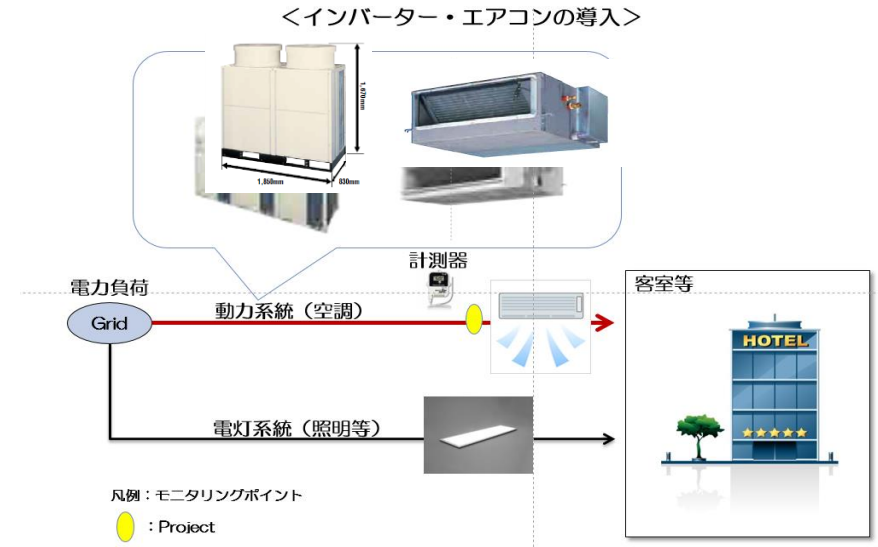 ＜インバーター・エアコンの導入＞
1,670mm
1,850mm
830mm
計測器
電力負荷
Grid
動力系統（空調）
客室等
HOTEL
電灯系統（照明等）
凡例：モニタリングポイント
：Project